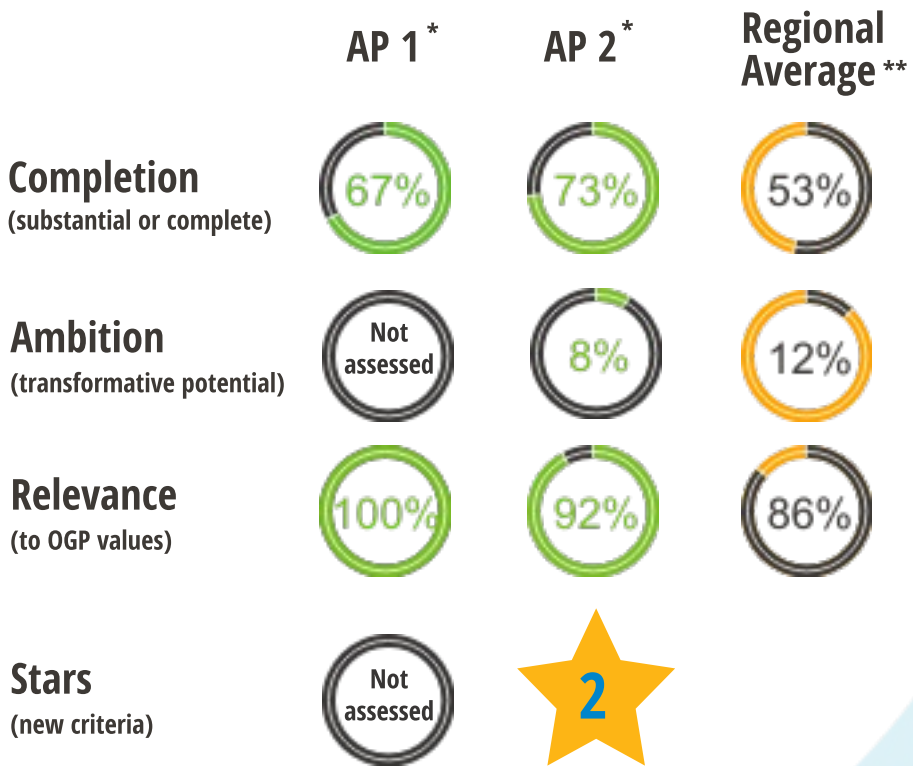 AP 1 *
AP 2 *
Regional
Average **
Completion
(substantial or complete)
67%
73%
53%
Ambition
(transformative potential)
Not
assessed
8%
12%
Relevance
(to OGP values)
100%
92%
86%
Stars
(new criteria)
Not
assessed
2